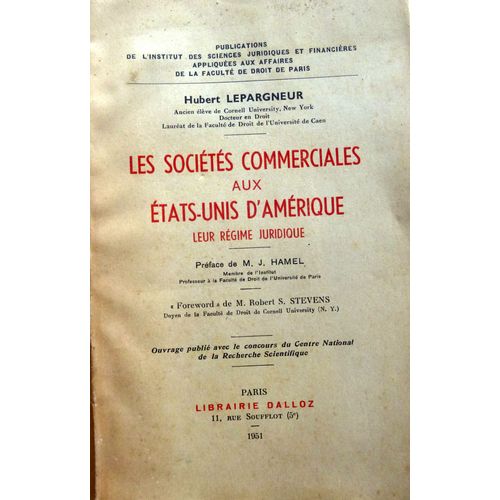 PUBLICATIONS
DE L'INSTITUT DES SCIENCES JURIDIQUES ET FINANCIÈRES
APPLIQUÉES AUX AFFAIRES
DE LA FACULTÉ DE DROIT DE PARIS
Hubert LEPARGNEUR
Ancien élève de Cornell University, New York
Docteur en Droit
Lauréat de la Faculté de Droit de l'Université de Caen
LES SOCIÉTÉS COMMERCIALES
AUX
ÉTATS-UNIS D'AMÉRIQUE
LEUR RÉGIME JURIDIQUE
Préface de M. J. HAMEL
Membre de l'Institut
Professeur à la Faculté de Droit de l'Université de Paris
« Foreword » de M. Robert S. STEVENS
Doyen de la Faculté de Droit de Cornell University (N. Y.)
Ouvrage publié avec le concours du Centre National
de la Recherche Scientifique
PARIS
LIBRAIRIE DALLOZ
11, RUE SOUFFLOT (5e)
1951